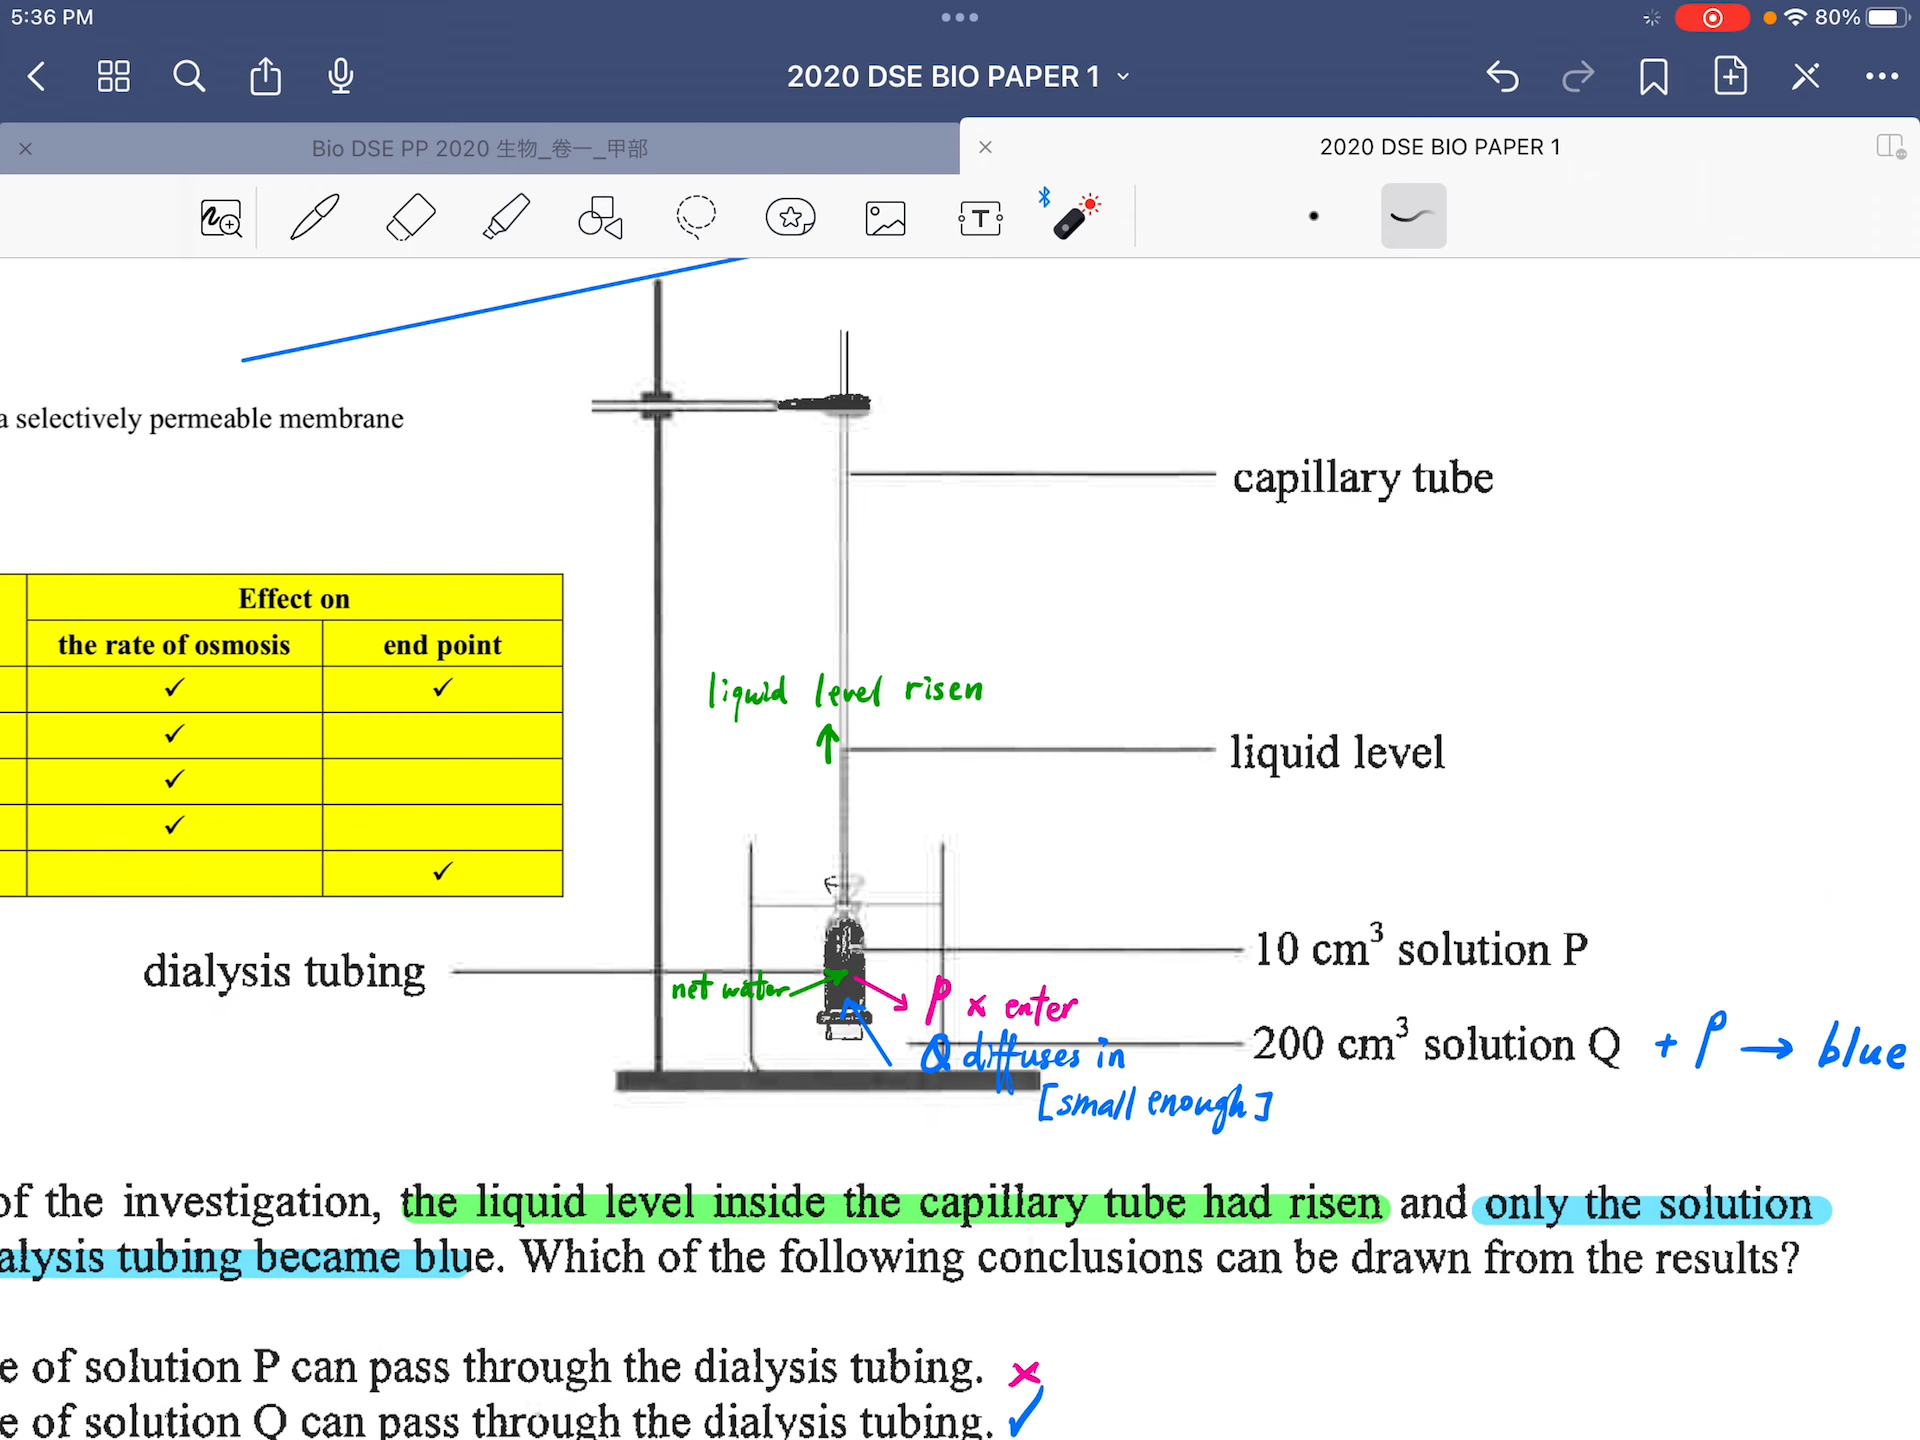 5:36 PM
80%
2020 DSE BIO PAPER 1
Bio DSE PP 2020 生物_卷一_甲部
2020 DSE BIO PAPER 1
T
a selectively permeable membrane
capillary tube
Effect on
the rate of osmosis end point
✓ ✓
✓
✓
✓
✓
liquid level risen
liquid level
dialysis tubing
10 cm³ solution P
net water
P × enter
200 cm³ solution Q + P → blue
Q diffuses in
[small enough]
of the investigation, the liquid level inside the capillary tube had risen and only the solution
alysis tubing became blue. Which of the following conclusions can be drawn from the results?
e of solution P can pass through the dialysis tubing. ×
e of solution Q can pass through the dialysis tubing. ✓